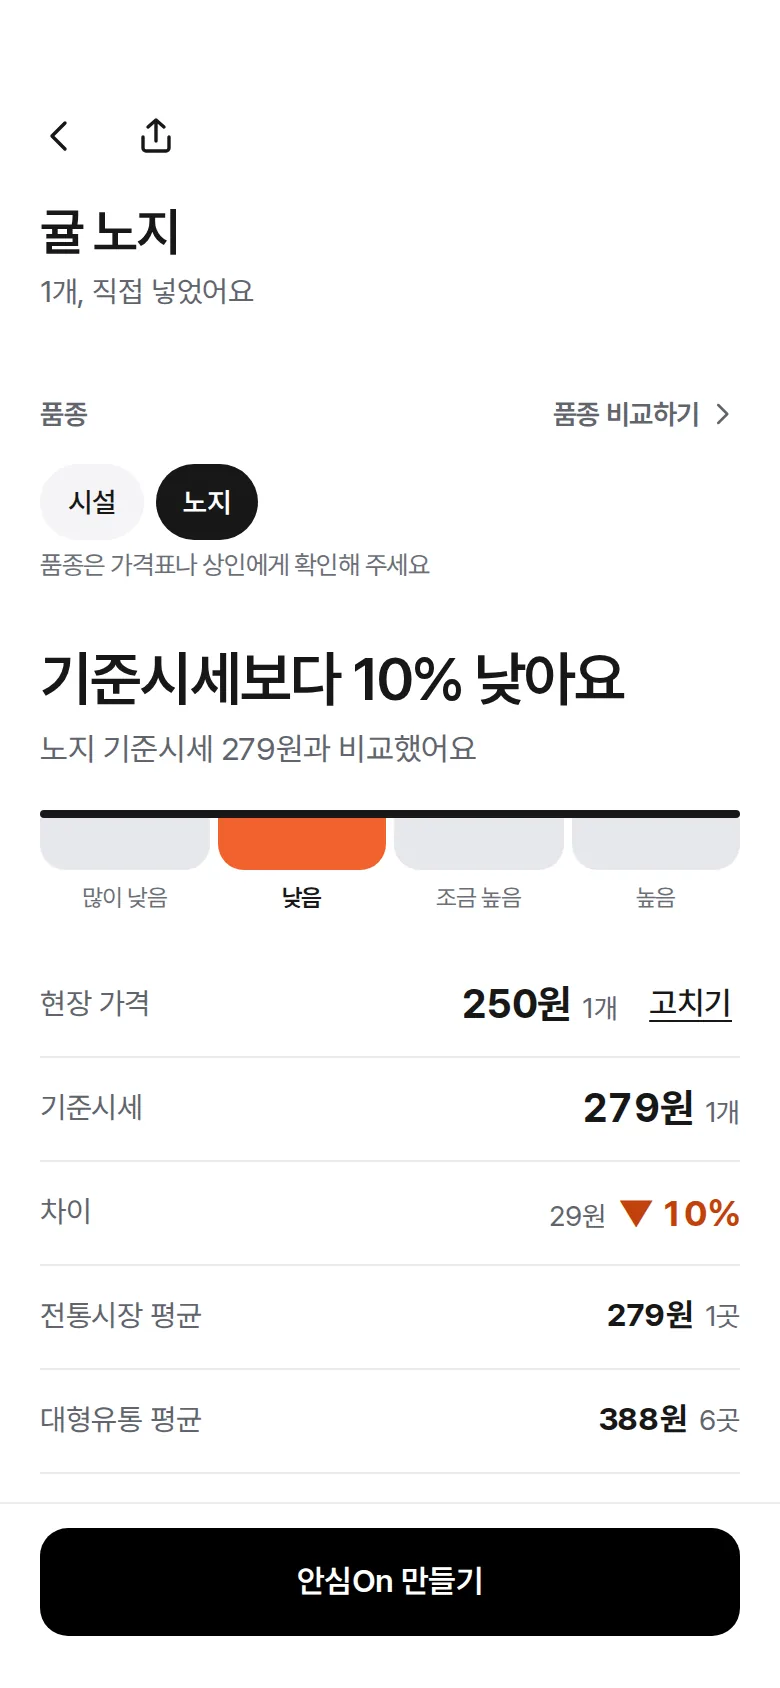 귤 노지
1개, 직접 넣었어요
품종
품종 비교하기
시설
노지
품종은 가격표나 상인에게 확인해 주세요
기준시세보다 10% 낮아요
노지 기준시세 279원과 비교했어요
많이 낮음
낮음
조금 높음
높음
현장 가격
250원 1개 고치기
기준시세
279원 1개
차이
29원 ▼ 10%
전통시장 평균
279원 1곳
대형유통 평균
388원 6곳
안심On 만들기